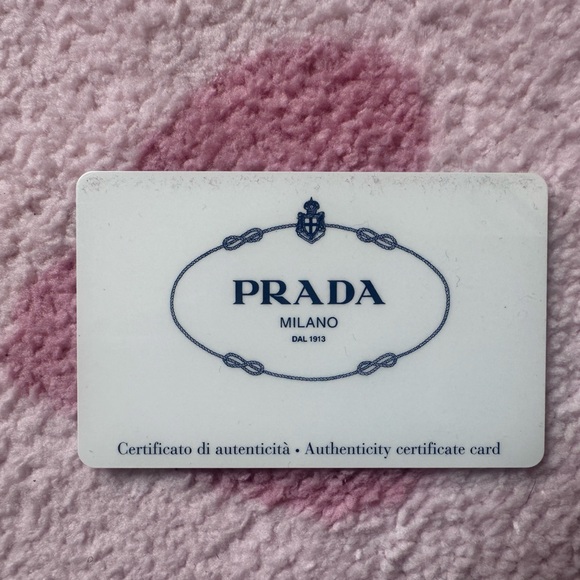 PRADA
MILANO
DAL 1913
Certificato di autenticità • Authenticity certificate card